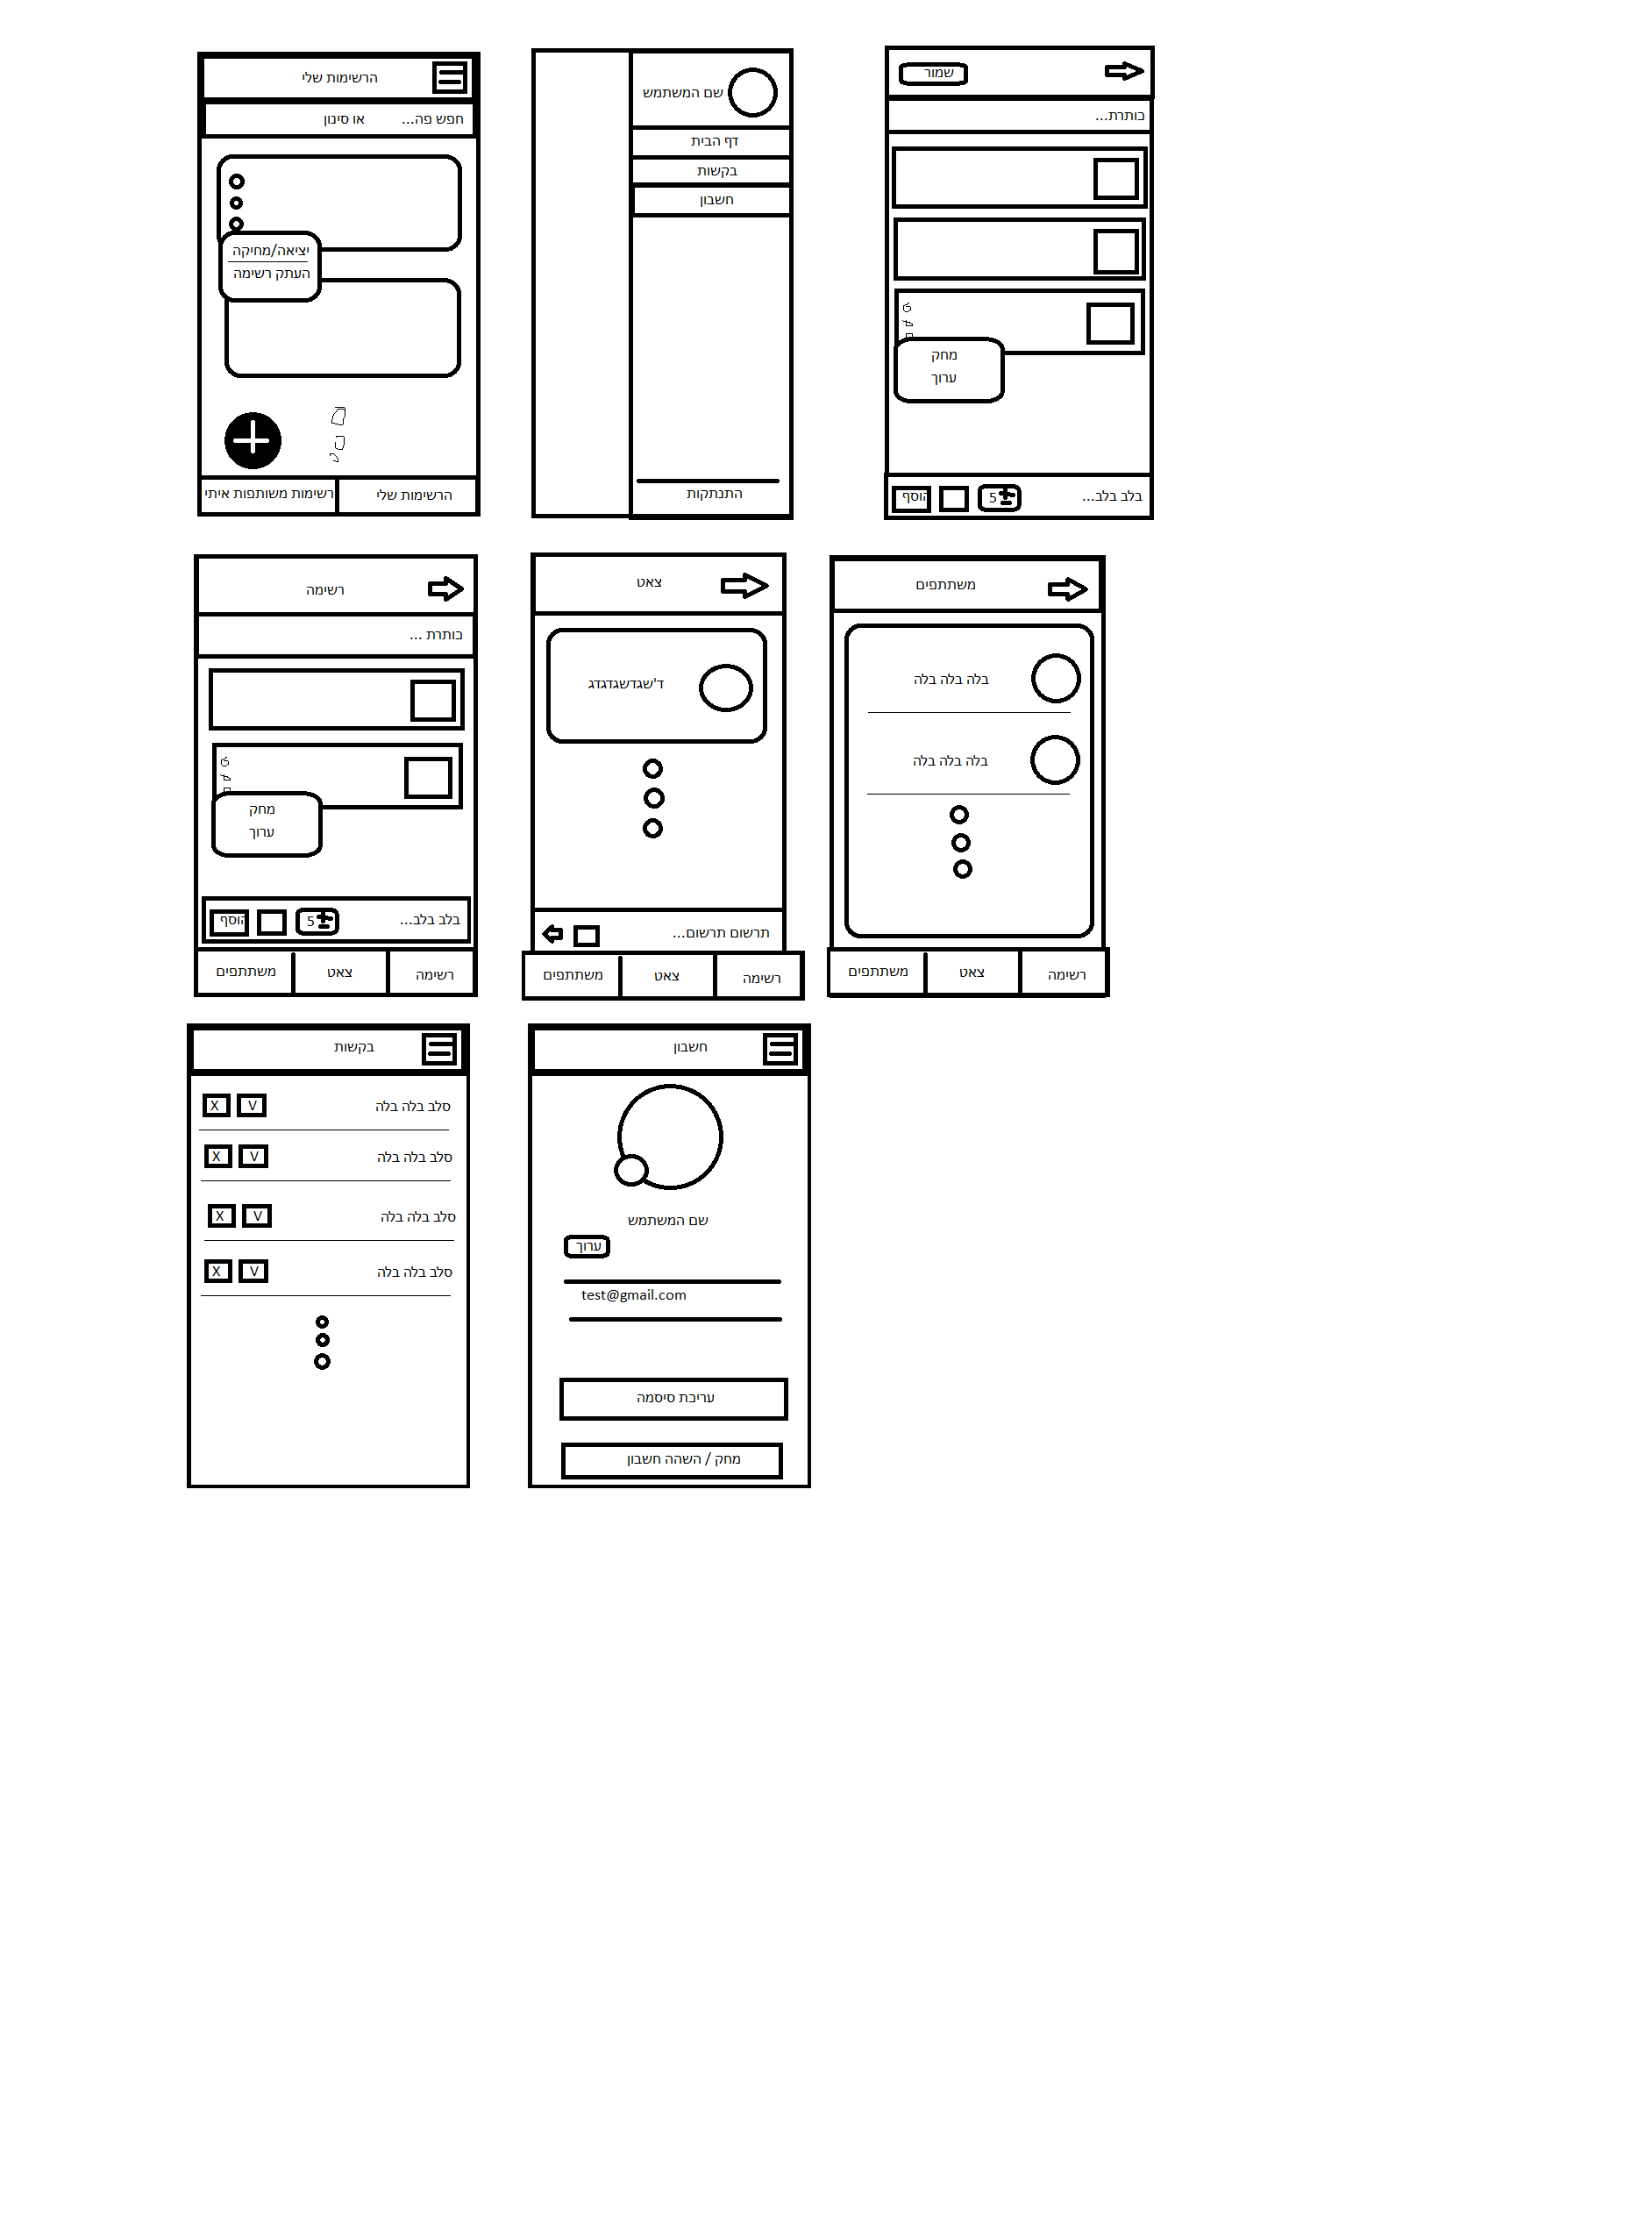 הרשימות שלי
חפש פה... או סינון
יציאה/מחיקה
העתק רשימה
הרשימות שלי
רשימות משותפות איתי
שם המשתמש
דף הבית
בקשות
חשבון
התנתקות
שמור
כותרת...
מחק
ערוך
בלב בלב... 5 הוסף
רשימה
כותרת ...
מחק
ערוך
בלב בלב... 5 הוסף
רשימה צאט משתתפים
צאט
ד'שגדשגדגדג
תרשום תרשום...
רשימה צאט משתתפים
משתתפים
בלה בלה בלה
בלה בלה בלה
רשימה צאט משתתפים
בקשות
סלב בלה בלה V X
סלב בלה בלה V X
סלב בלה בלה V X
סלב בלה בלה V X
חשבון
שם המשתמש
ערוך
test@gmail.com
עריכת סיסמה
מחק / השהה חשבון